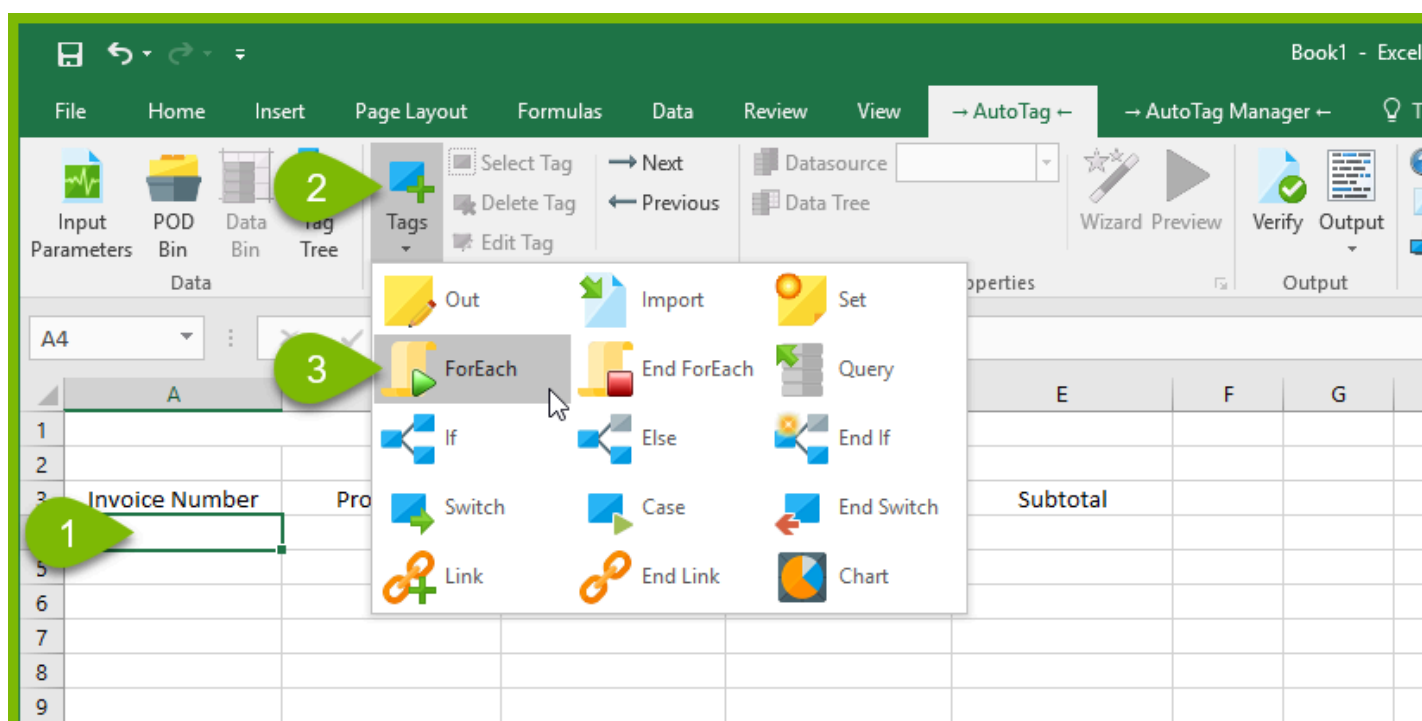 Book1 - Excel
File Home Insert Page Layout Formulas Data Review View → AutoTag ← → AutoTag Manager ←
Select Tag → Next Datasource
2
Delete Tag ← Previous Data Tree
Input Parameters POD Bin Data Bin Tag Tree Tags Wizard Preview Verify Output
Edit Tag
Data Output
Out Import Set
A4
3 ForEach End ForEach Query
A E F G
1 If Else End If
2
3 Invoice Number Subtotal
Switch Case End Switch
1
5
Link End Link Chart
6
7
8
9